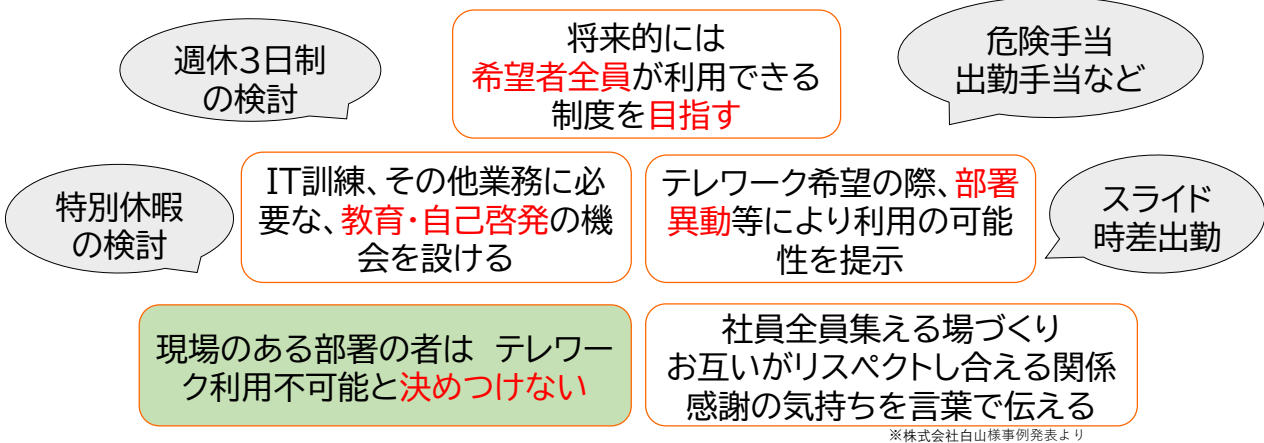 週休3日制
の検討
将来的には
希望者全員が利用できる
制度を目指す
危険手当
出勤手当など
特別休暇
の検討
IT訓練、その他業務に必
要な、教育・自己啓発の機
会を設ける
テレワーク希望の際、部署
異動等により利用の可能
性を提示
スライド
時差出勤
現場のある部署の者は　テレワー
ク利用不可能と決めつけない
社員全員集える場づくり
お互いがリスペクトし合える関係
感謝の気持ちを言葉で伝える
※株式会社白山様事例発表より